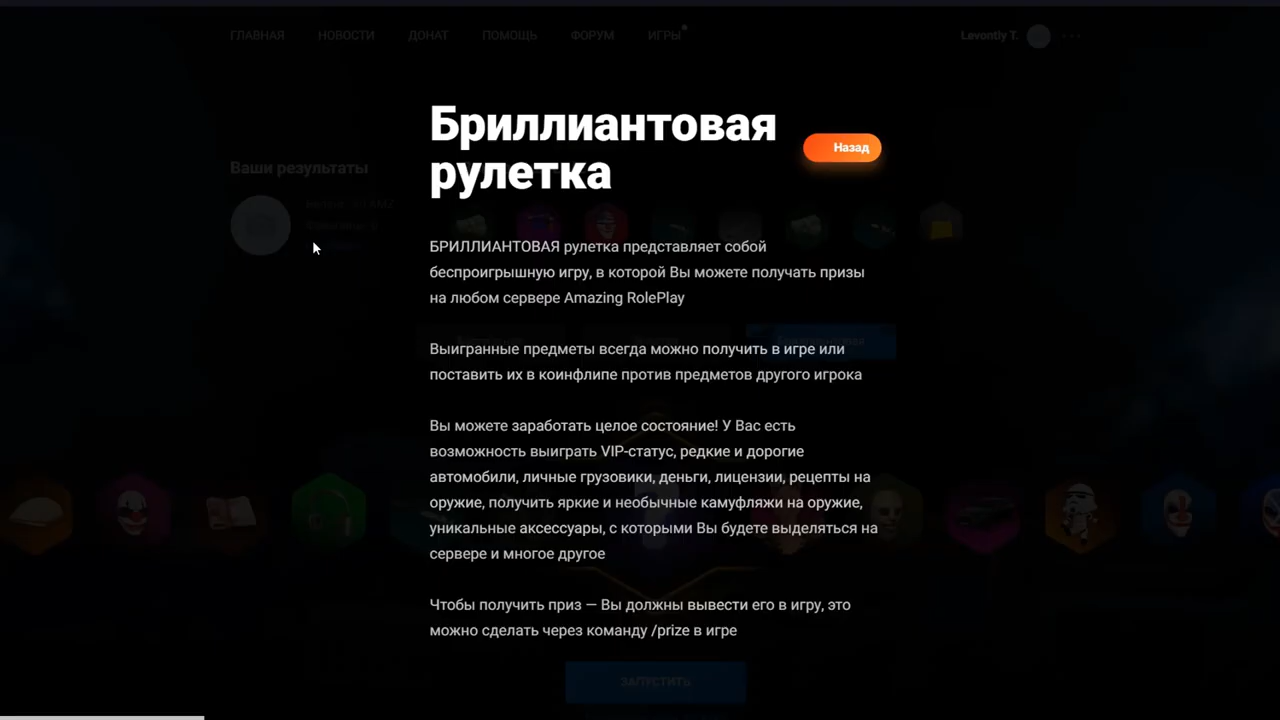 ГЛАВНАЯ НОВОСТИ ДОНАТ ПОМОЩЬ ФОРУМ ИГРЫ Levontiy T.
Бриллиантовая
рулетка
Назад
Ваши результаты
БРИЛЛИАНТОВАЯ рулетка представляет собой
беспроигрышную игру, в которой Вы можете получать призы
на любом сервере Amazing RolePlay
Выигранные предметы всегда можно получить в игре или
поставить их в коинфлипе против предметов другого игрока
Вы можете заработать целое состояние! У Вас есть
возможность выиграть VIP-статус, редкие и дорогие
автомобили, личные грузовики, деньги, лицензии, рецепты на
оружие, получить яркие и необычные камуфляжи на оружие,
уникальные аксессуары, с которыми Вы будете выделяться на
сервере и многое другое
Чтобы получить приз — Вы должны вывести его в игру, это
можно сделать через команду /prize в игре
ЗАПУСТИТЬ